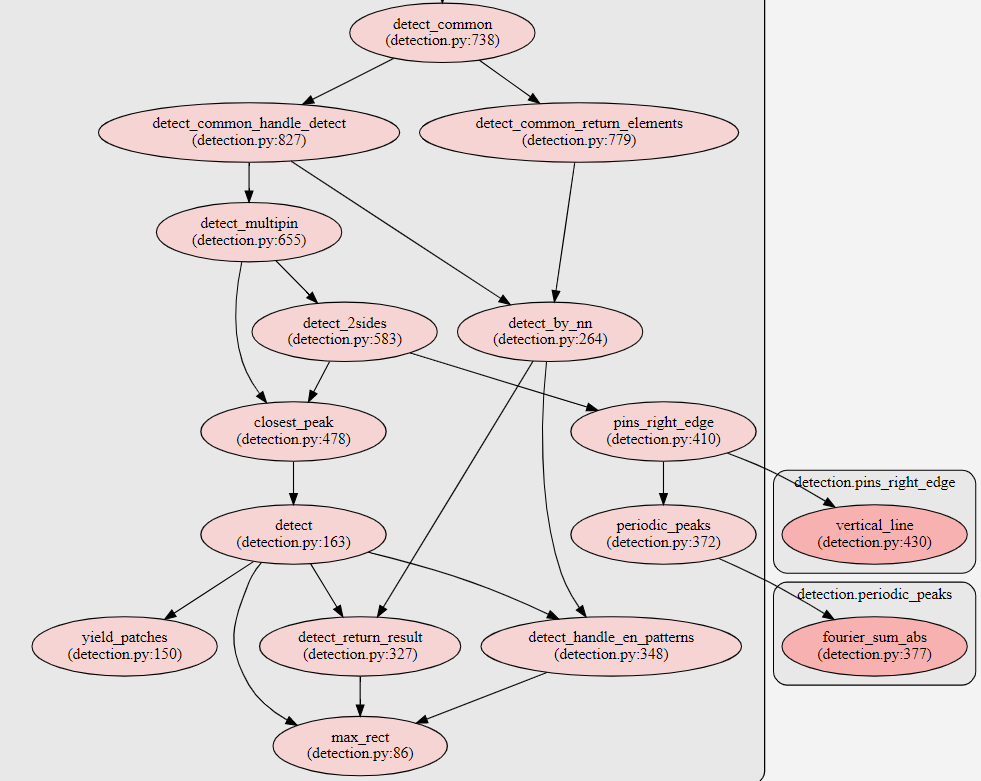 detect_common
(detection.py:738)
detect_common_handle_detect
(detection.py:827)
detect_common_return_elements
(detection.py:779)
detect_multipin
(detection.py:655)
detect_2sides
(detection.py:583)
detect_by_nn
(detection.py:264)
closest_peak
(detection.py:478)
pins_right_edge
(detection.py:410)
detection.pins_right_edge
detect
(detection.py:163)
periodic_peaks
(detection.py:372)
vertical_line
(detection.py:430)
detection.periodic_peaks
yield_patches
(detection.py:150)
detect_return_result
(detection.py:327)
detect_handle_en_patterns
(detection.py:348)
fourier_sum_abs
(detection.py:377)
max_rect
(detection.py:86)